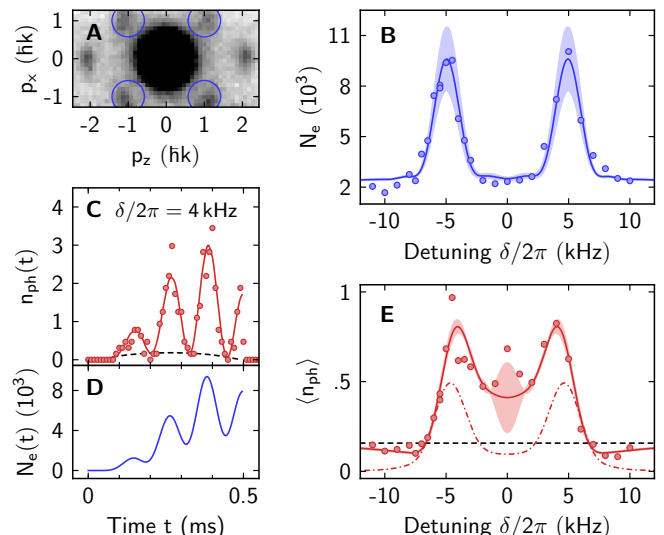 A
p_x (ħk)
1
0
-1
-2 -1 0 1 2
p_z (ħk)
B
N_e (10^3)
11
8
5
2
-10 -5 0 5 10
Detuning δ/2π (kHz)
C δ/2π = 4 kHz
n_ph(t)
4
3
2
1
0
D
N_e(t) (10^3)
8
4
0
0.0 0.5
Time t (ms)
E
⟨n_ph⟩
1
.5
0
-10 -5 0 5 10
Detuning δ/2π (kHz)